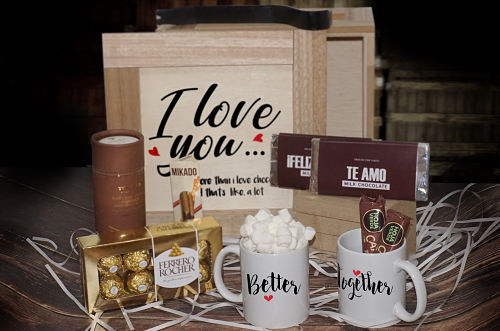 I love
you...
more than i love choc
that's like, a lot
MIKADO
¡FELIZ
TE AMO
MILK CHOCOLATE
FERRERO
ROCHER
Better
Together